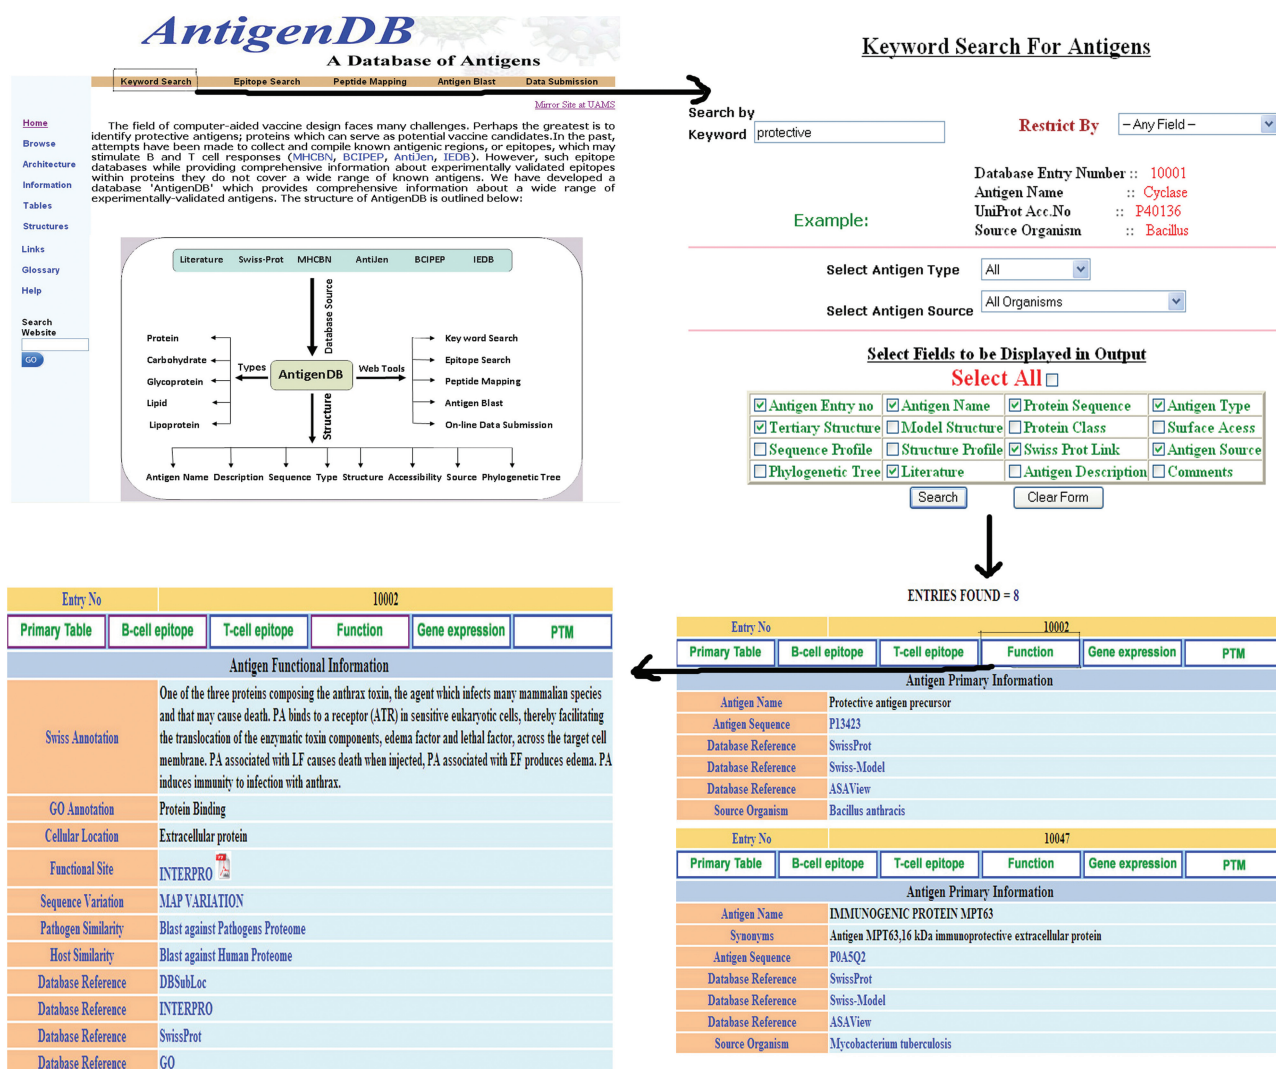 AntigenDB
A Database of Antigens
Keyword Search Epitope Search Peptide Mapping Antigen Blast Data Submission
Mirror Site at UAMS
Home
Browse
Architecture
Information
Tables
Structures
Links
Glossary
Help
Search
Website
GO
The field of computer-aided vaccine design faces many challenges. Perhaps the greatest is to
identify protective antigens; proteins which can serve as potential vaccine candidates.In the past,
attempts have been made to collect and compile known antigenic regions, or epitopes, which may
stimulate B and T cell responses (MHCBN, BCIPEP, AntiJen, IEDB). However, such epitope
databases while providing comprehensive information about experimentally validated epitopes
within proteins they do not cover a wide range of known antigens. We have developed a
database 'AntigenDB' which provides comprehensive information about a wide range of
experimentally-validated antigens. The structure of AntigenDB is outlined below:
Literature Swiss-Prot MHCBN AntiJen BCIPEP IEDB
Database Source
Protein
Carbohydrate
Glycoprotein
Lipid
Lipoprotein
Types
AntigenDB
Web Tools
Key word Search
Epitope Search
Peptide Mapping
Antigen Blast
On-line Data Submission
Structure
Antigen Name Description Sequence Type Structure Accessibility Source Phylogenetic Tree
Keyword Search For Antigens
Search by
Keyword protective
Restrict By -- Any Field --
Example:
Database Entry Number :: 10001
Antigen Name :: Cyclase
UniProt Acc.No :: P40136
Source Organism :: Bacillus
Select Antigen Type All
Select Antigen Source All Organisms
Select Fields to be Displayed in Output
Select All
Antigen Entry no Antigen Name Protein Sequence Antigen Type
Tertiary Structure Model Structure Protein Class Surface Acess
Sequence Profile Structure Profile Swiss Prot Link Antigen Source
Phylogenetic Tree Literature Antigen Description Comments
Search Clear Form
ENTRIES FOUND = 8
Entry No 10002
Primary Table B-cell epitope T-cell epitope Function Gene expression PTM
Antigen Primary Information
Antigen Name Protective antigen precursor
Antigen Sequence P13423
Database Reference SwissProt
Database Reference Swiss-Model
Database Reference ASAView
Source Organism Bacillus anthracis
Entry No 10047
Primary Table B-cell epitope T-cell epitope Function Gene expression PTM
Antigen Primary Information
Antigen Name IMMUNOGENIC PROTEIN MPT63
Synonyms Antigen MPT63,16 kDa immunoprotective extracellular protein
Antigen Sequence P0A5Q2
Database Reference SwissProt
Database Reference Swiss-Model
Database Reference ASAView
Source Organism Mycobacterium tuberculosis
Entry No 10002
Primary Table B-cell epitope T-cell epitope Function Gene expression PTM
Antigen Functional Information
Swiss Annotation
One of the three proteins composing the anthrax toxin, the agent which infects many mammalian species
and that may cause death. PA binds to a receptor (ATR) in sensitive eukaryotic cells, thereby facilitating
the translocation of the enzymatic toxin components, edema factor and lethal factor, across the target cell
membrane. PA associated with LF causes death when injected, PA associated with EF produces edema. PA
induces immunity to infection with anthrax.
GO Annotation Protein Binding
Cellular Location Extracellular protein
Functional Site INTERPRO
Sequence Variation MAP VARIATION
Pathogen Similarity Blast against Pathogens Proteome
Host Similarity Blast against Human Proteome
Database Reference DBSubLoc
Database Reference INTERPRO
Database Reference SwissProt
Database Reference GO